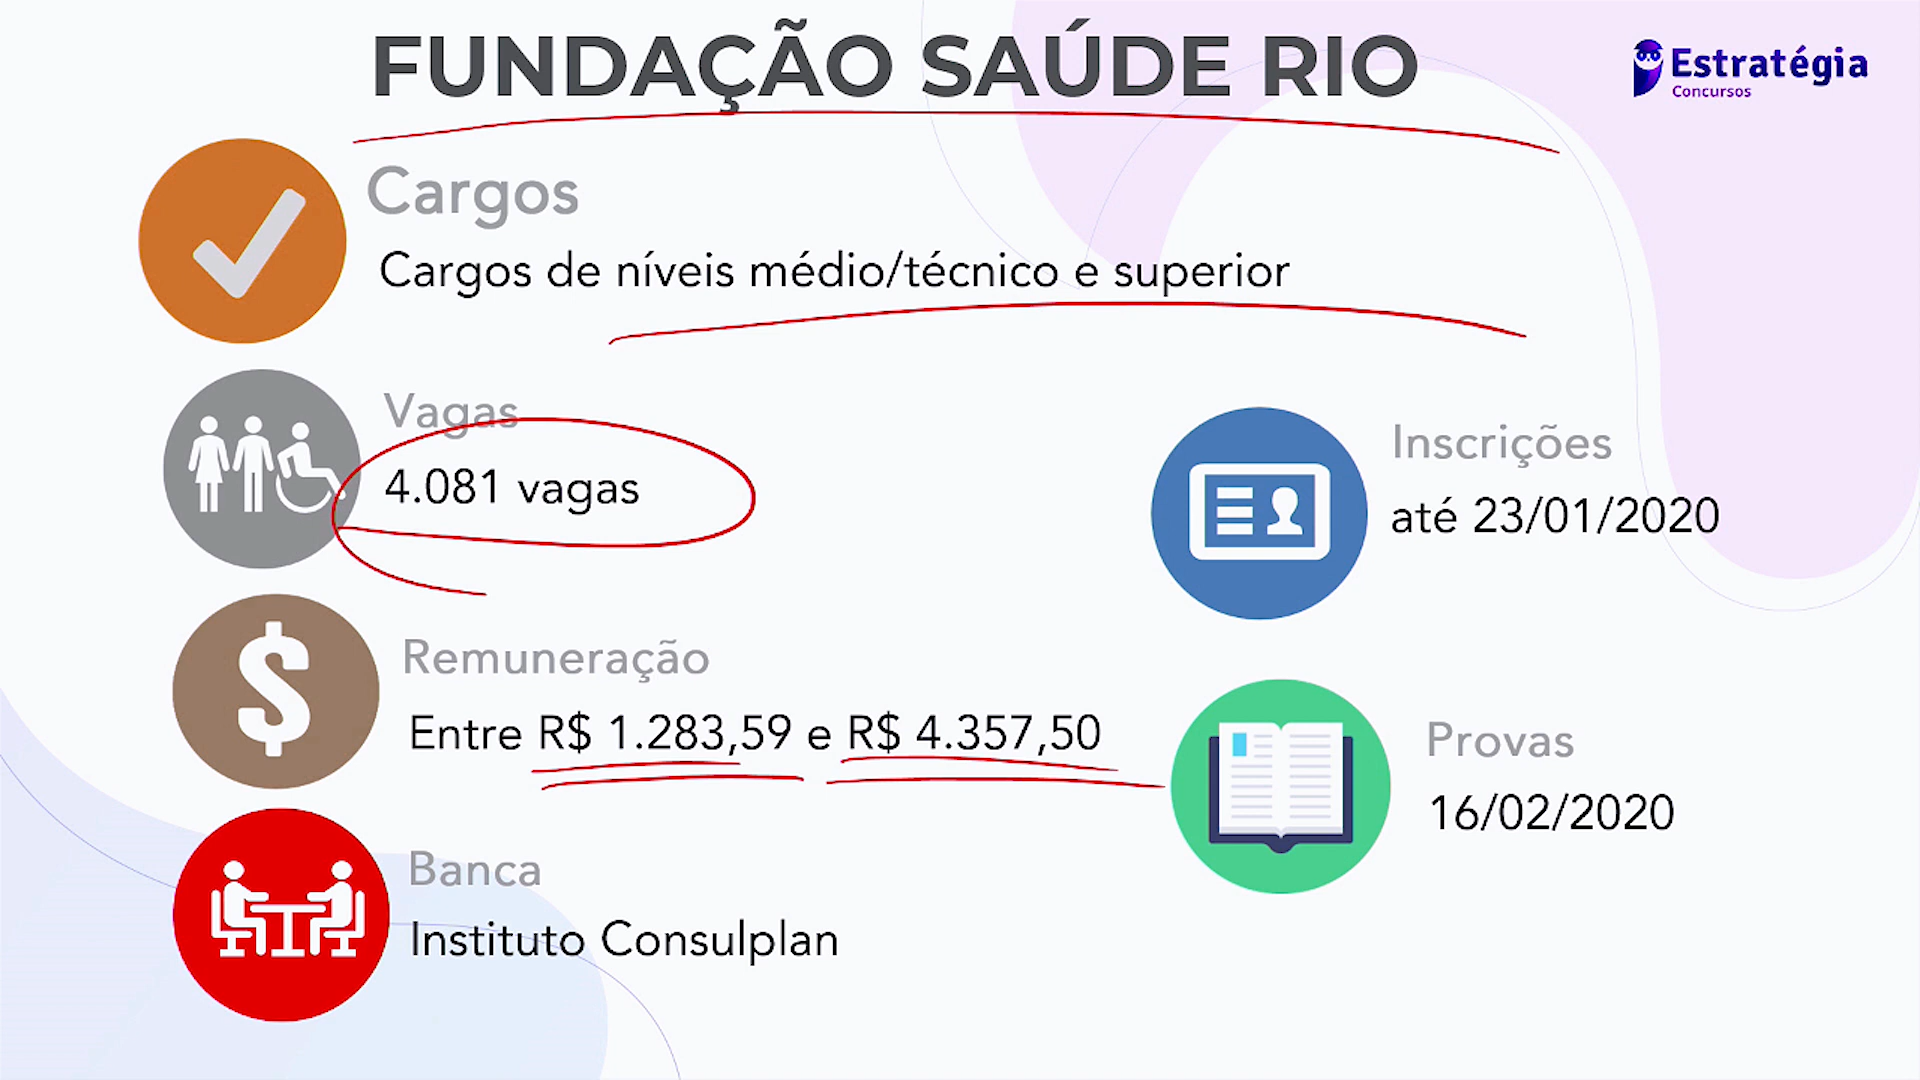 FUNDAÇÃO SAÚDE RIO
Estratégia
Concursos
Cargos
Cargos de níveis médio/técnico e superior
Vagas
4.081 vagas
Remuneração
Entre R$ 1.283,59 e R$ 4.357,50
Banca
Instituto Consulplan
Inscrições
até 23/01/2020
Provas
16/02/2020